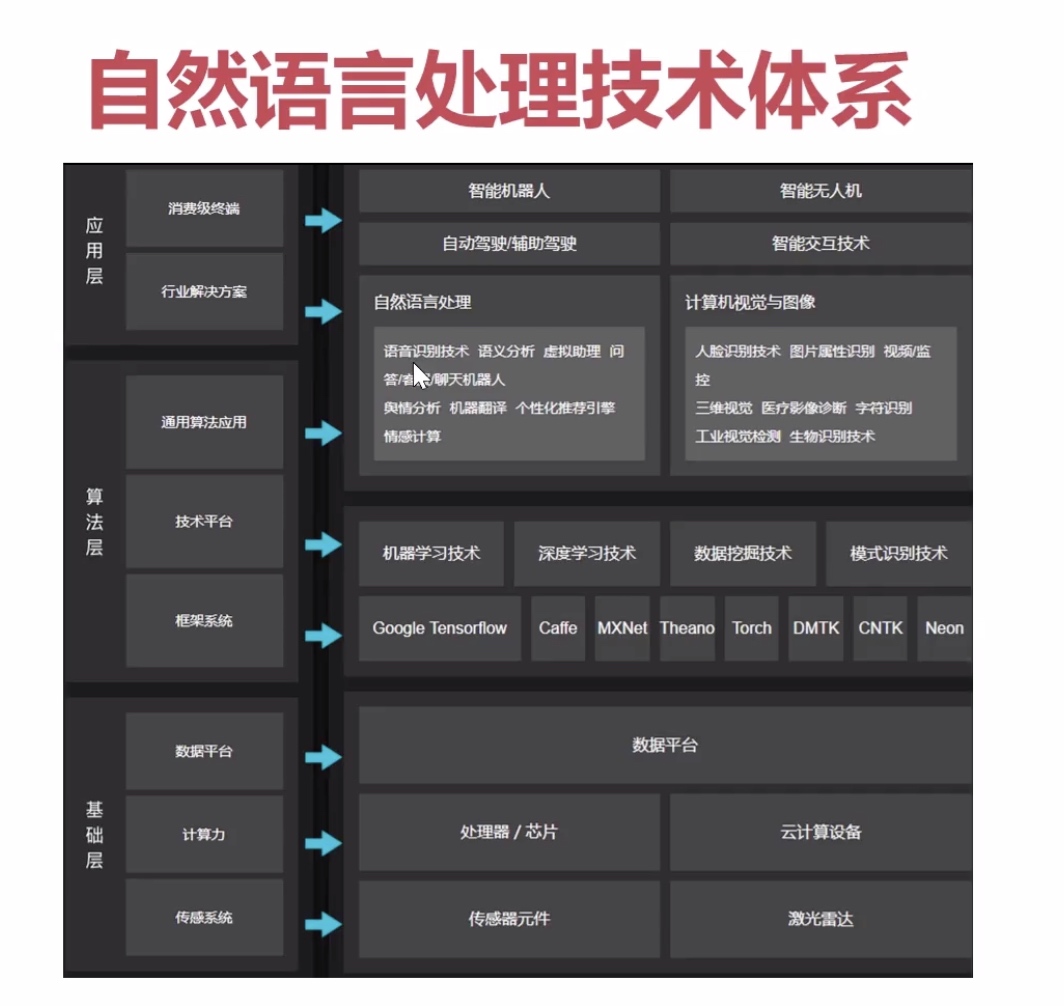 自然语言处理技术体系
应用层
消费级终端
行业解决方案
智能机器人
智能无人机
自动驾驶/辅助驾驶
智能交互技术
自然语言处理
语音识别技术 语义分析 虚拟助理 问
答/ /聊天机器人
舆情分析 机器翻译 个性化推荐引擎
情感计算
计算机视觉与图像
人脸识别技术 图片属性识别 视频/监
控
三维视觉 医疗影像诊断 字符识别
工业视觉检测 生物识别技术
算法层
通用算法应用
技术平台
框架系统
机器学习技术
深度学习技术
数据挖掘技术
模式识别技术
Google Tensorflow
Caffe
MXNet
Theano
Torch
DMTK
CNTK
Neon
基础层
数据平台
计算力
传感系统
数据平台
处理器 / 芯片
云计算设备
传感器元件
激光雷达